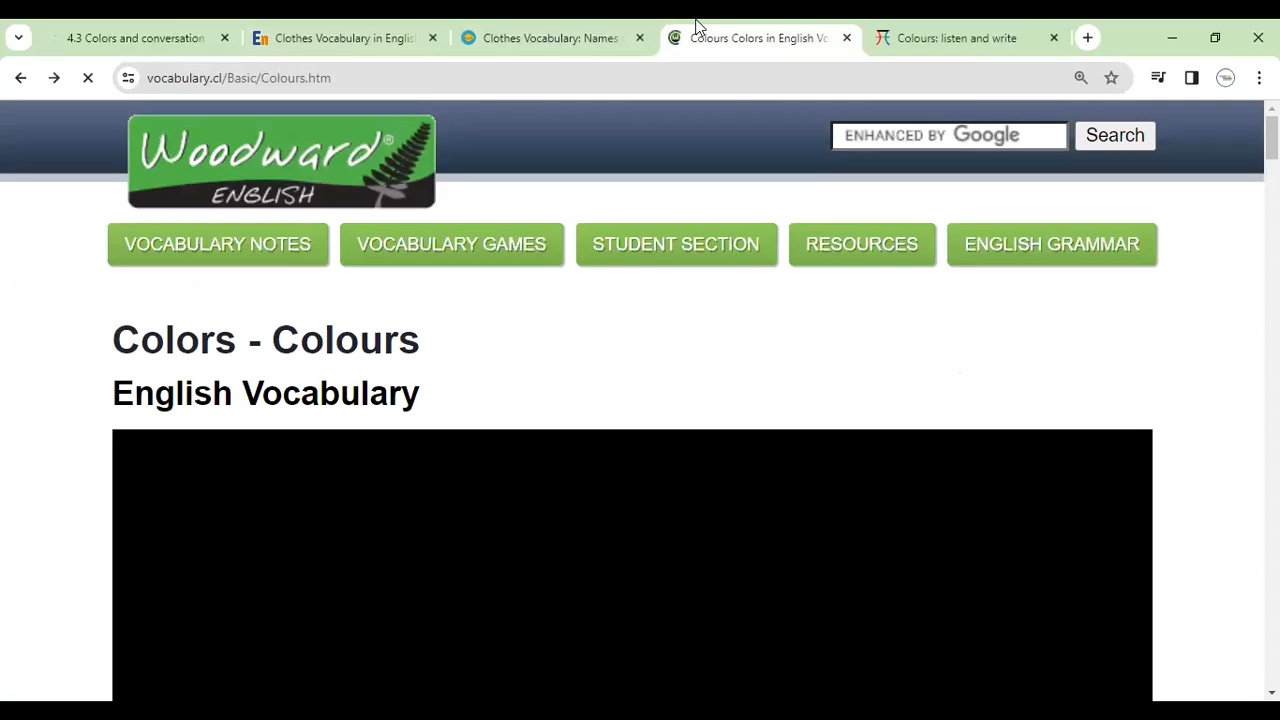 4.3 Colors and conversation
Clothes Vocabulary in Englis
Clothes Vocabulary: Names
Colours Colors in English Vo
Colours: listen and write
vocabulary.cl/Basic/Colours.htm
Woodward®
ENGLISH
ENHANCED BY Google
Search
VOCABULARY NOTES
VOCABULARY GAMES
STUDENT SECTION
RESOURCES
ENGLISH GRAMMAR
Colors - Colours
English Vocabulary